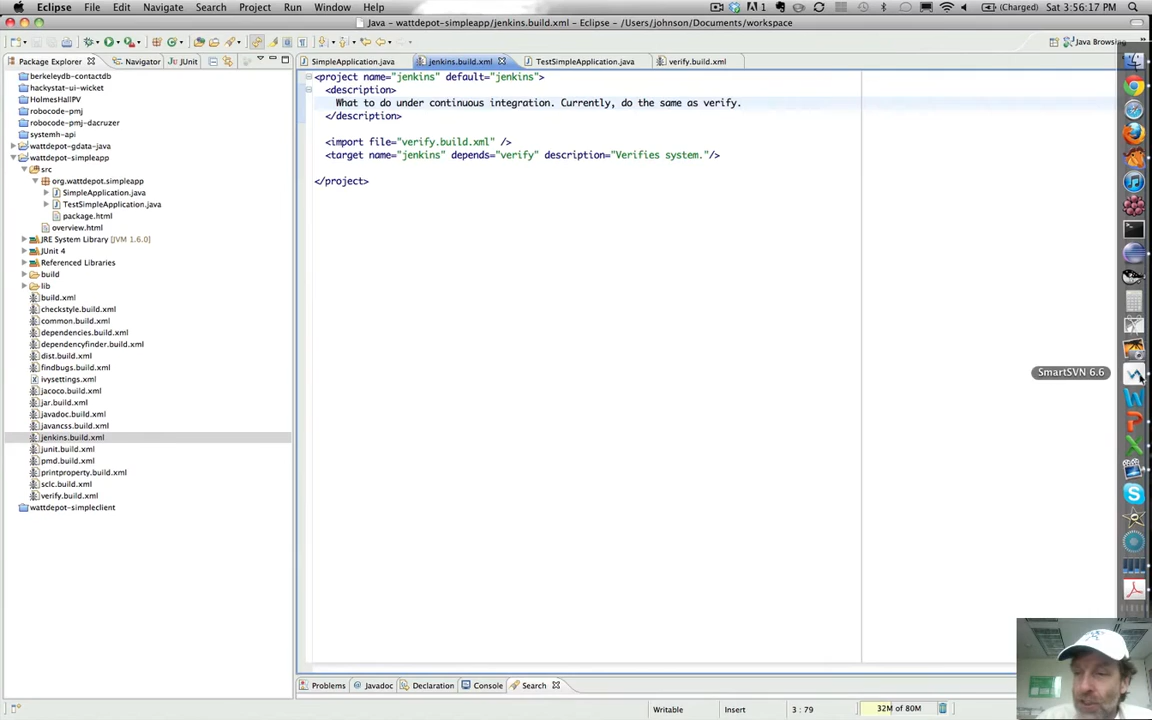 Eclipse File Edit Navigate Search Project Run Window Help 1 (Charged) Sat 3:56:17 PM johnson
Java - wattdepot-simpleapp/jenkins.build.xml - Eclipse - /Users/johnson/Documents/workspace
Java Browsing
Package Explorer Navigator JUnit
SimpleApplication.java jenkins.build.xml TestSimpleApplication.java verify.build.xml
berkeleydb-contactdb
hackystat-ui-wicket
HolmesHallPV
robocode-pmj
robocode-pmj-dacruzer
systemh-api
wattdepot-gdata-java
wattdepot-simpleapp
src
org.wattdepot.simpleapp
SimpleApplication.java
TestSimpleApplication.java
package.html
overview.html
JRE System Library [JVM 1.6.0]
JUnit 4
Referenced Libraries
build
lib
build.xml
checkstyle.build.xml
common.build.xml
dependencies.build.xml
dependencyfinder.build.xml
dist.build.xml
findbugs.build.xml
ivysettings.xml
jacoco.build.xml
jar.build.xml
javadoc.build.xml
javancss.build.xml
jenkins.build.xml
junit.build.xml
pmd.build.xml
printproperty.build.xml
sclc.build.xml
verify.build.xml
wattdepot-simpleclient
<project name="jenkins" default="jenkins">
<description>
What to do under continuous integration. Currently, do the same as verify.
</description>
<import file="verify.build.xml" />
<target name="jenkins" depends="verify" description="Verifies system."/>
</project>
SmartSVN 6.6
Problems Javadoc Declaration Console Search
Writable Insert 3 : 79 32M of 80M